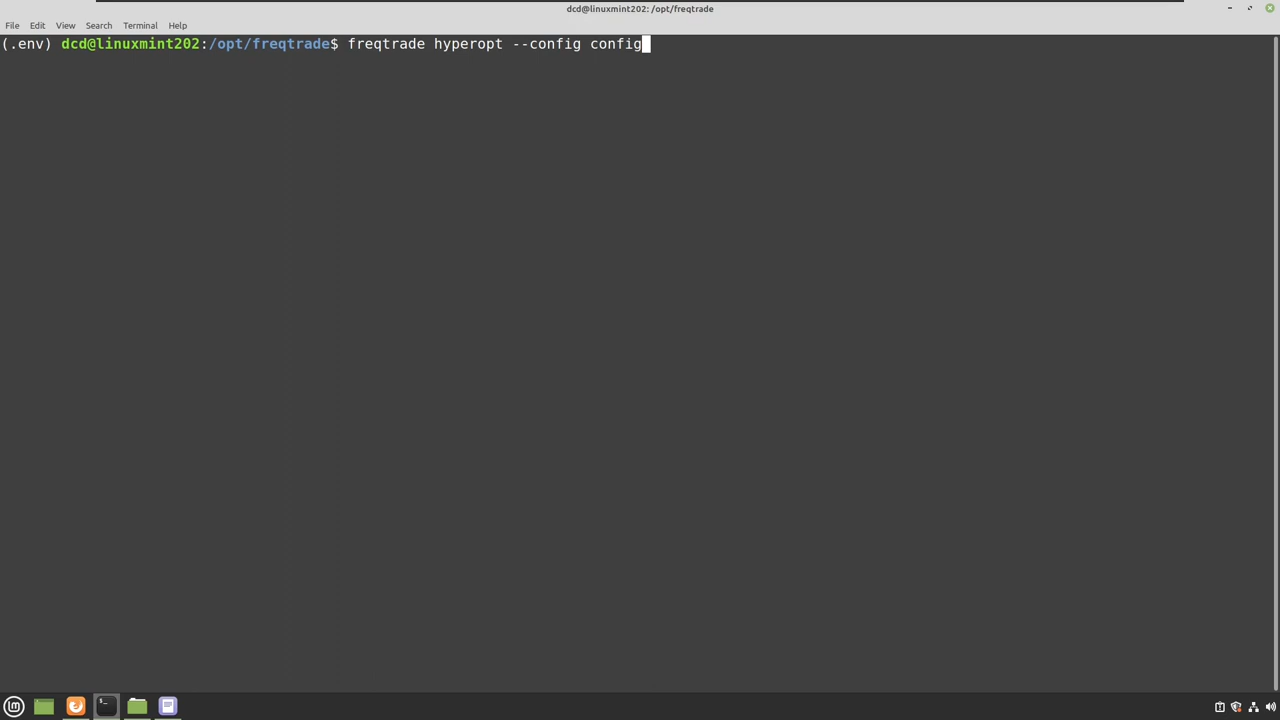 dcd@linuxmint202: /opt/freqtrade
File Edit View Search Terminal Help
(.env) dcd@linuxmint202:/opt/freqtrade$ freqtrade hyperopt --config config